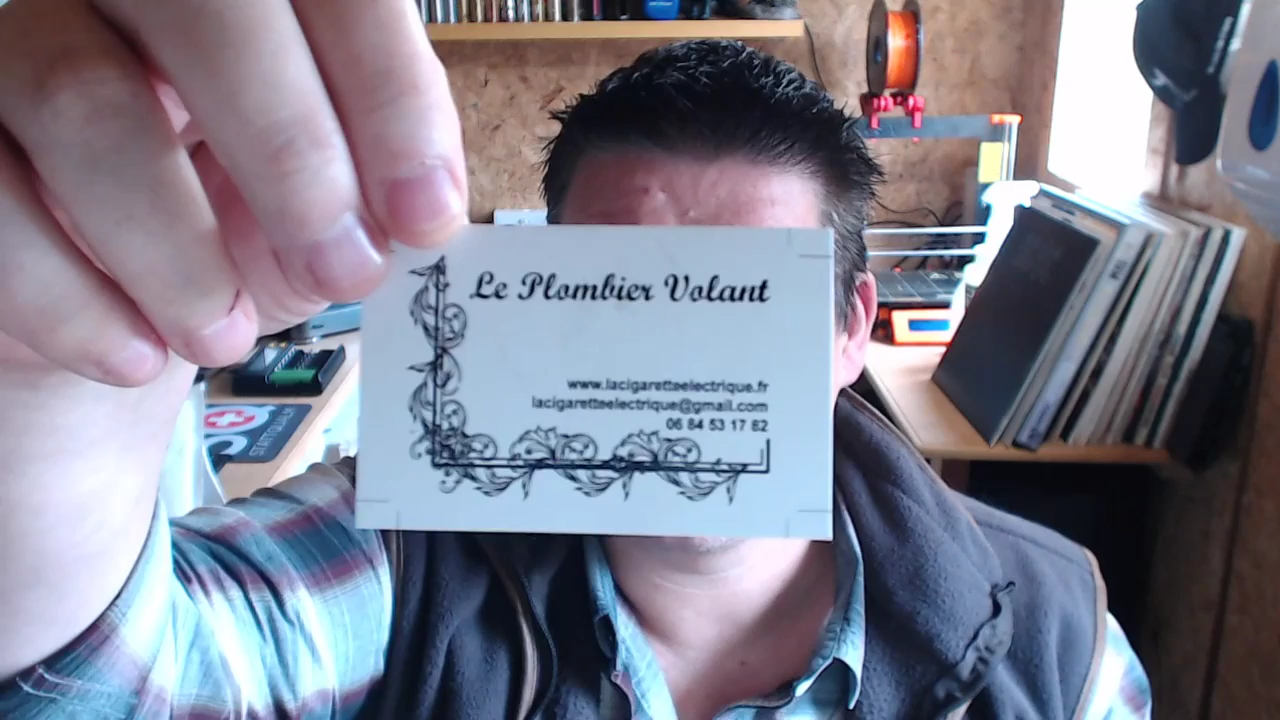 Le Plombier Volant
www.lacigaretteelectrique.fr
lacigaretteelectrique@gmail.com
06 84 53 17 82